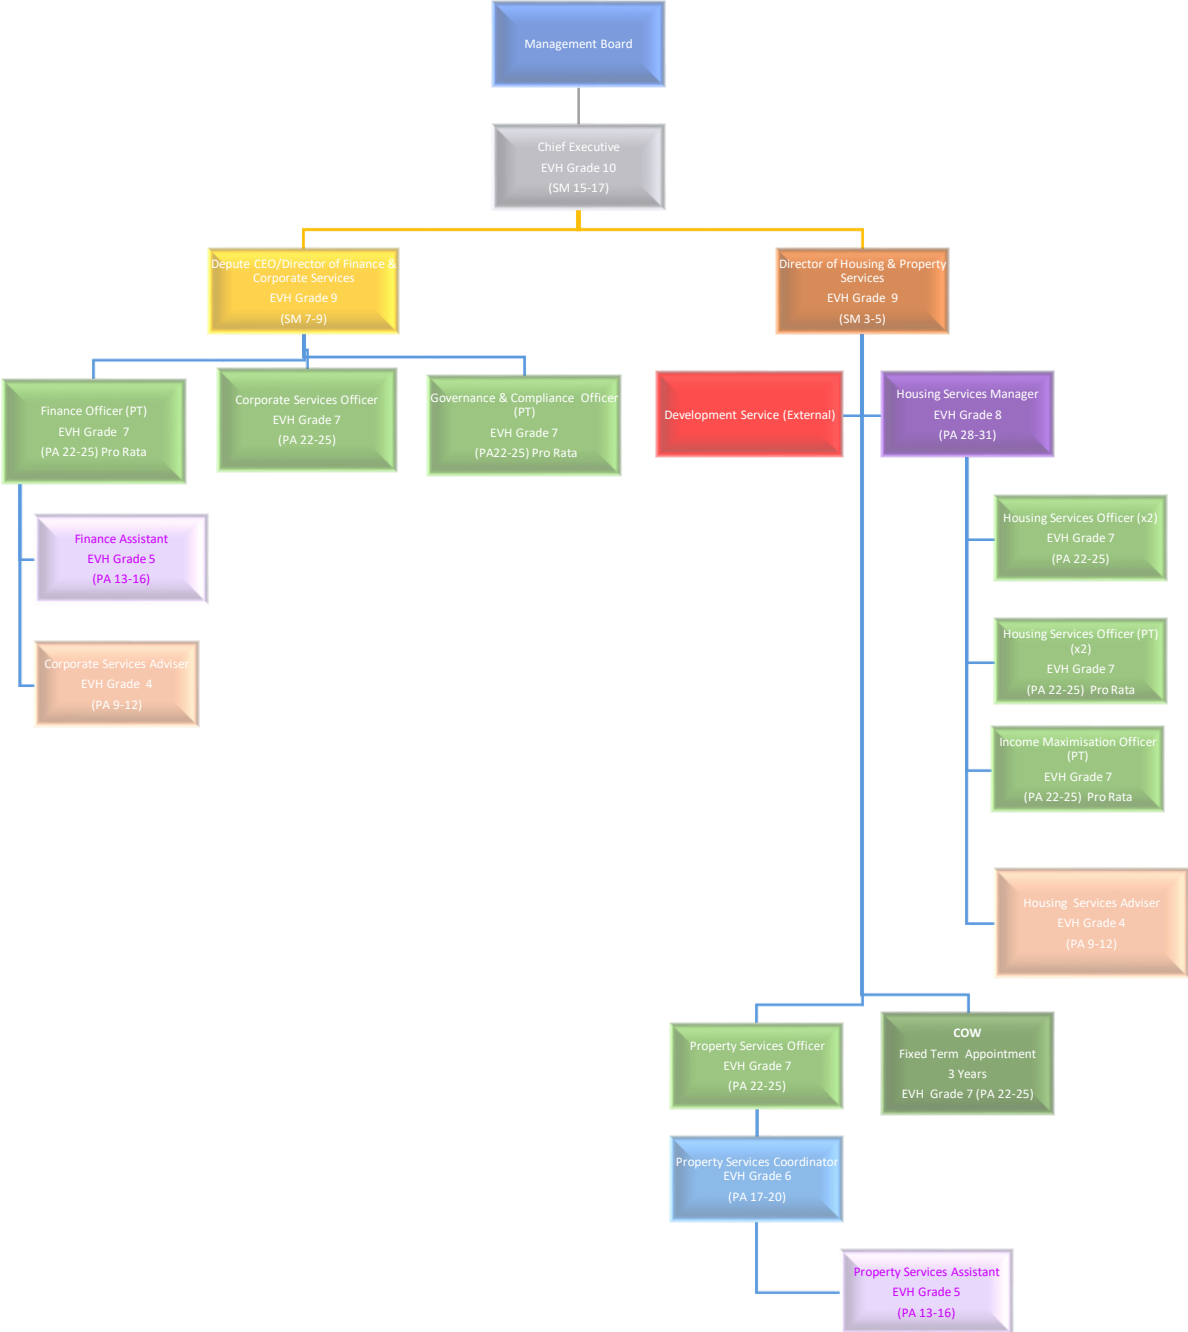 Management Board
Chief Executive
EVH Grade 10
(SM 15-17)
Depute CEO/Director of Finance &
Corporate Services
EVH Grade 9
(SM 7-9)
Director of Housing & Property
Services
EVH Grade 9
(SM 3-5)
Finance Officer (PT)
EVH Grade 7
(PA 22-25) Pro Rata
Corporate Services Officer
EVH Grade 7
(PA 22-25)
Governance & Compliance Officer
(PT)
EVH Grade 7
(PA22-25) Pro Rata
Development Service (External)
Housing Services Manager
EVH Grade 8
(PA 28-31)
Finance Assistant
EVH Grade 5
(PA 13-16)
Corporate Services Adviser
EVH Grade 4
(PA 9-12)
Housing Services Officer (x2)
EVH Grade 7
(PA 22-25)
Housing Services Officer (PT)
(x2)
EVH Grade 7
(PA 22-25) Pro Rata
Income Maximisation Officer
(PT)
EVH Grade 7
(PA 22-25) Pro Rata
Housing Services Adviser
EVH Grade 4
(PA 9-12)
Property Services Officer
EVH Grade 7
(PA 22-25)
COW
Fixed Term Appointment
3 Years
EVH Grade 7 (PA 22-25)
Property Services Coordinator
EVH Grade 6
(PA 17-20)
Property Services Assistant
EVH Grade 5
(PA 13-16)